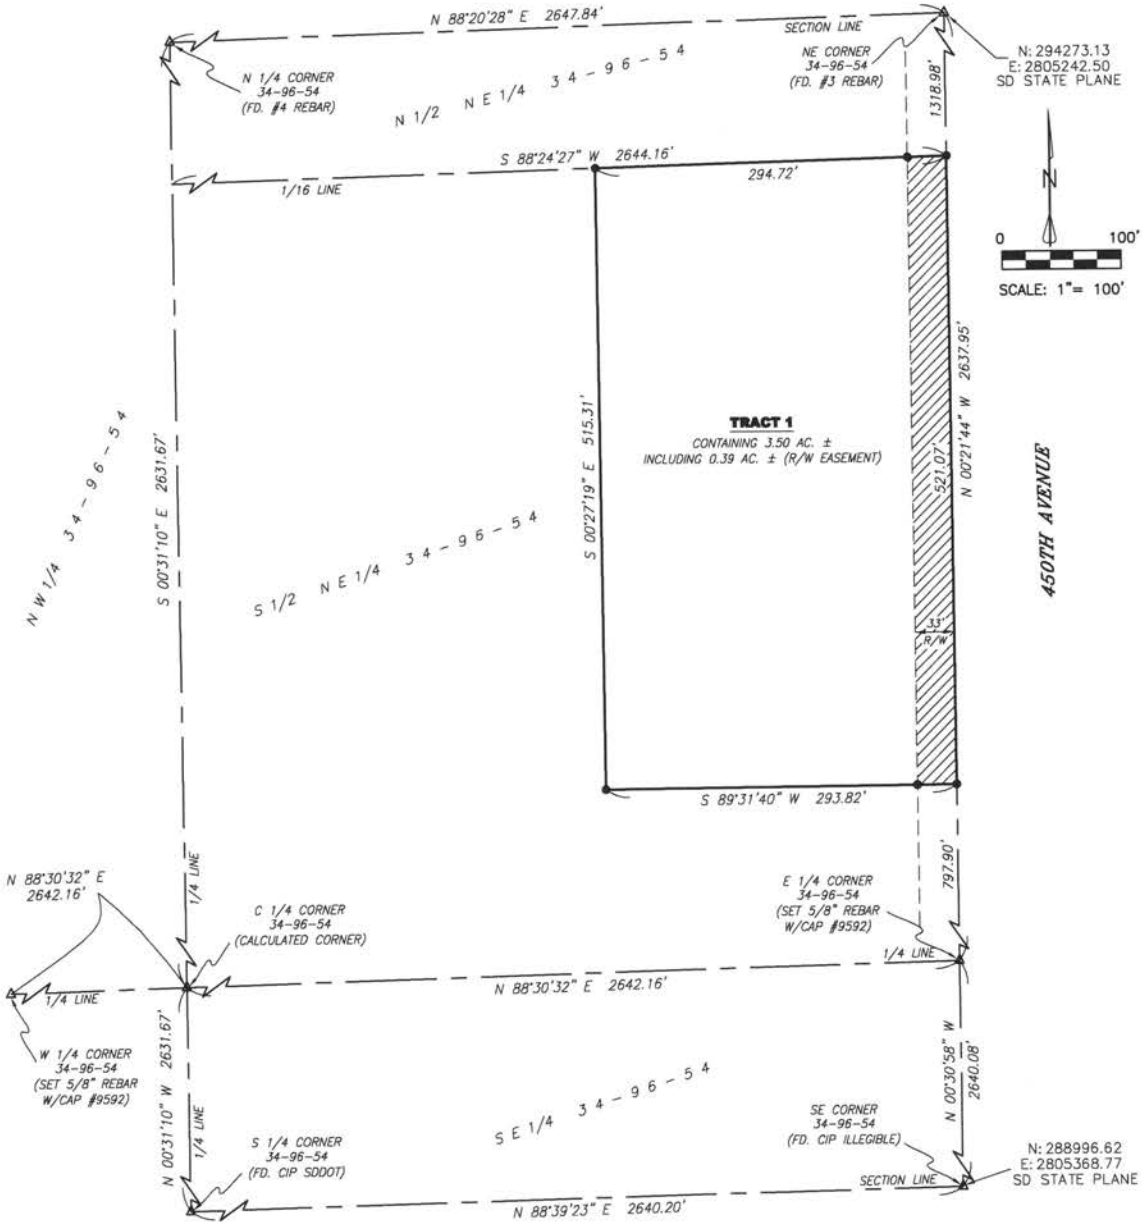 N 88°20'28" E 2647.84'
SECTION LINE
N: 294273.13
E: 2805242.50
SD STATE PLANE
NE CORNER
34-96-54
(FD. #3 REBAR)
N 1/4 CORNER
34-96-54
(FD. #4 REBAR)
N 1/2 NE 1/4 34-96-54
1318.98'
S 88°24'27" W 2644.16'
1/16 LINE
294.72'
N
0 100'
SCALE: 1"= 100'
S 00°31'10" E 2631.67'
NW 1/4 34-96-54
S 1/2 NE 1/4 34-96-54
S 00°27'19" E 515.31'
TRACT 1
CONTAINING 3.50 AC. ±
INCLUDING 0.39 AC. ± (R/W EASEMENT)
521.07'
N 00°21'44" W 2637.95'
450TH AVENUE
33'
R/W
S 89°31'40" W 293.82'
797.90'
N 88°30'32" E
2642.16'
1/4 LINE
C 1/4 CORNER
34-96-54
(CALCULATED CORNER)
E 1/4 CORNER
34-96-54
(SET 5/8" REBAR
W/CAP #9592)
1/4 LINE
N 88°30'32" E 2642.16'
1/4 LINE
W 1/4 CORNER
34-96-54
(SET 5/8" REBAR
W/CAP #9592)
N 00°31'10" W 2631.67'
1/4 LINE
SE 1/4 34-96-54
N 00°30'58" W
2640.08'
S 1/4 CORNER
34-96-54
(FD. CIP SDDOT)
SE CORNER
34-96-54
(FD. CIP ILLEGIBLE)
SECTION LINE
N: 288996.62
E: 2805368.77
SD STATE PLANE
N 88°39'23" E 2640.20'